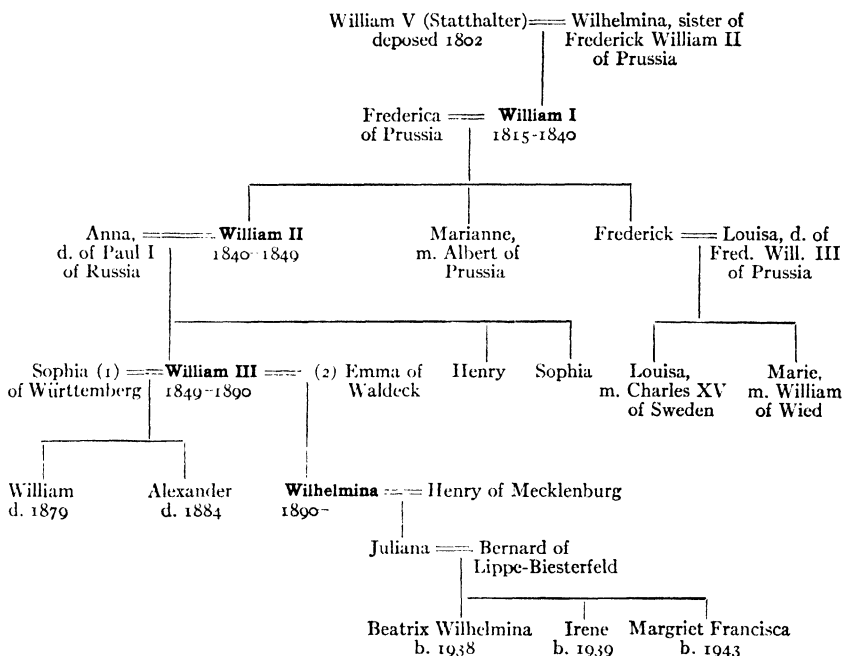 William V (Statthalter) Wilhelmina, sister of
deposed 1802 Frederick William II
of Prussia
Frederica William I
of Prussia 1815-1840
Anna, William II Marianne, Frederick Louisa, d. of
d. of Paul I 1840-1849 m. Albert of Fred. Will. III
of Russia Prussia of Prussia
Sophia (1) William III (2) Emma of Henry Sophia Louisa, Marie,
of Württemberg 1849-1890 Waldeck m. Charles XV m. William
of Sweden of Wied
William Alexander Wilhelmina Henry of Mecklenburg
d. 1879 d. 1884 1890-
Juliana Bernard of
Lippe-Biesterfeld
Beatrix Wilhelmina Irene Margriet Francisca
b. 1938 b. 1939 b. 1943